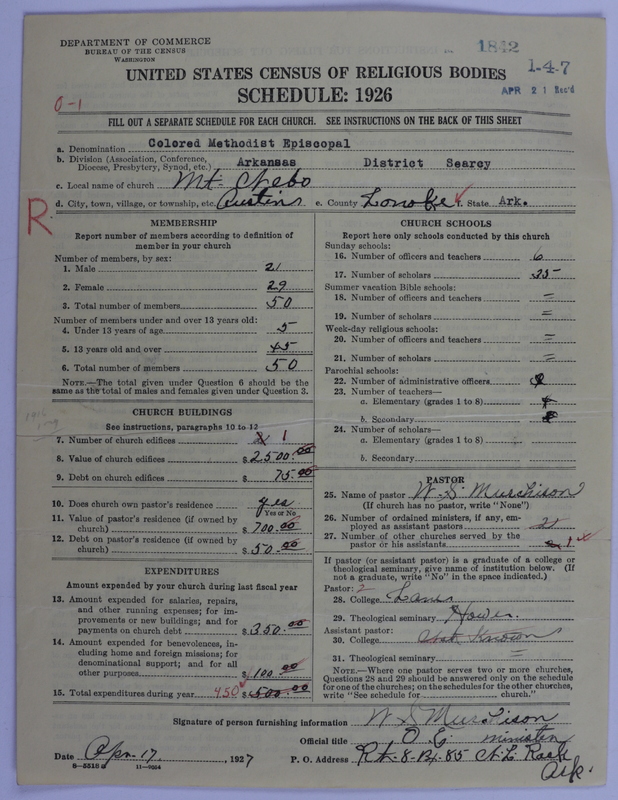 DEPARTMENT OF COMMERCE
BUREAU OF THE CENSUS
WASHINGTON
1842
1-4-7
APR 21 Rec'd
UNITED STATES CENSUS OF RELIGIOUS BODIES
SCHEDULE: 1926
0-1
FILL OUT A SEPARATE SCHEDULE FOR EACH CHURCH. SEE INSTRUCTIONS ON THE BACK OF THIS SHEET
a. Denomination Colored Methodist Episcopal
b. Division (Association, Conference, Diocese, Presbytery, Synod, etc.) Arkansas District Searcy
c. Local name of church Mt. Chebo
d. City, town, village, or township, etc. Austin e. County Lonoke f. State Ark.
R
MEMBERSHIP
Report number of members according to definition of
member in your church
Number of members, by sex:
1. Male 21
2. Female 29
3. Total number of members 50
Number of members under and over 13 years old:
4. Under 13 years of age 5
5. 13 years old and over 45
6. Total number of members 50
NOTE.—The total given under Question 6 should be the
same as the total of males and females given under Question 3.
CHURCH BUILDINGS
See instructions, paragraphs 10 to 12
7. Number of church edifices 1
8. Value of church edifices $ 2500.00
9. Debt on church edifices $ 75.00
10. Does church own pastor's residence yes
Yes or No
11. Value of pastor's residence (if owned by
church) $ 700.00
12. Debt on pastor's residence (if owned by
church) $ 50.00
EXPENDITURES
Amount expended by your church during last fiscal year
13. Amount expended for salaries, repairs,
and other running expenses; for im-
provements or new buildings; and for
payments on church debt $ 350.00
14. Amount expended for benevolences, in-
cluding home and foreign missions; for
denominational support; and for all
other purposes $ 100.00
15. Total expenditures during year 450 $ 500.00
CHURCH SCHOOLS
Report here only schools conducted by this church
Sunday schools:
16. Number of officers and teachers 6
17. Number of scholars 35
Summer vacation Bible schools:
18. Number of officers and teachers =
19. Number of scholars =
Week-day religious schools:
20. Number of officers and teachers =
21. Number of scholars =
Parochial schools:
22. Number of administrative officers
23. Number of teachers—
a. Elementary (grades 1 to 8)
b. Secondary
24. Number of scholars—
a. Elementary (grades 1 to 8)
b. Secondary
PASTOR
25. Name of pastor W. S. Murchison
(If church has no pastor, write "None")
26. Number of ordained ministers, if any, em-
ployed as assistant pastors 2
27. Number of other churches served by the
pastor or his assistants 1
If pastor (or assistant pastor) is a graduate of a college or
theological seminary, give name of institution below. (If
not a graduate, write "No" in the space indicated.)
Pastor: 2
28. College Lane
29. Theological seminary
Assistant pastor:
30. College not Known
31. Theological seminary =
NOTE.—Where one pastor serves two or more churches,
Questions 28 and 29 should be answered only on the schedule
for one of the churches; on the schedules for the other churches,
write "See schedule for church."
Signature of person furnishing information W S Murchison
Official title minister
Date Apr. 17, 1927 P. O. Address Rt-8-Bx-85 N. L. Rock
Ark.
8-5518 11-9054